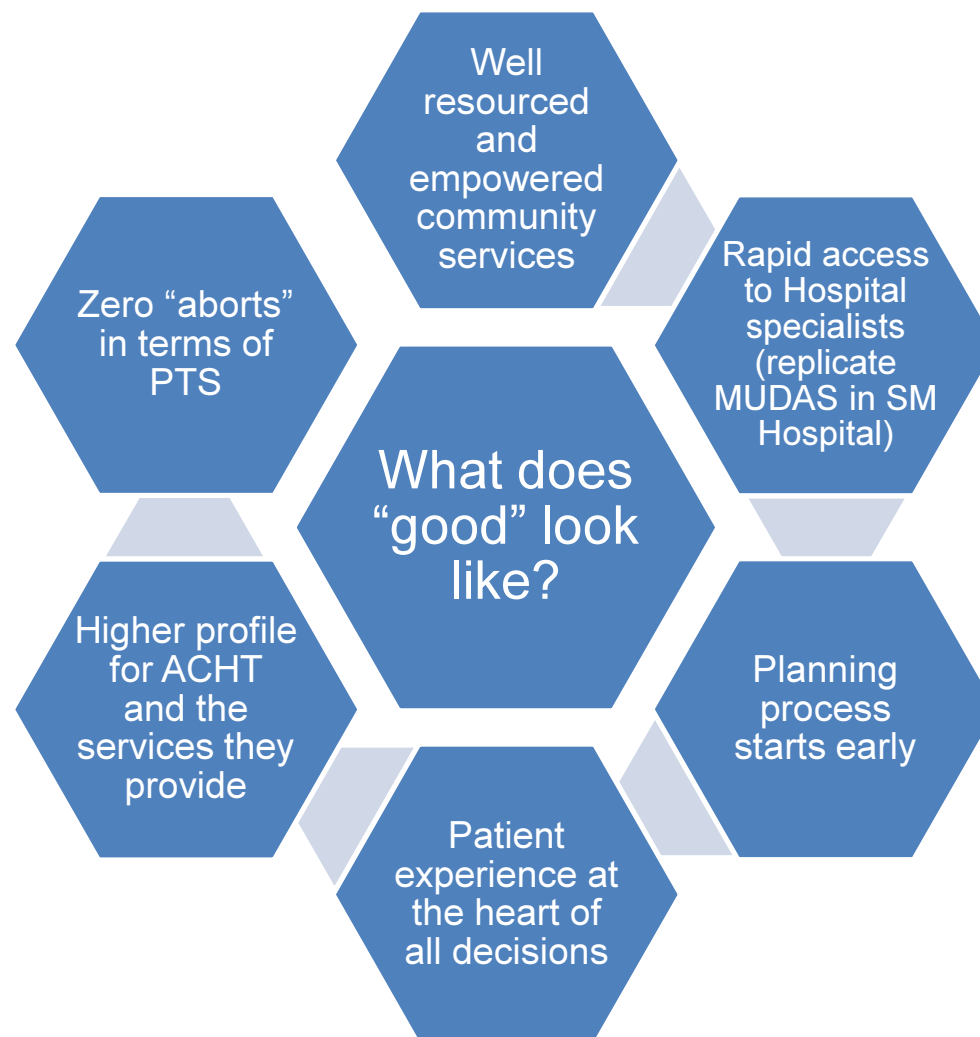 Well
resourced
and
empowered
community
services
Rapid access
to Hospital
specialists
(replicate
MUDAS in SM
Hospital)
Planning
process
starts early
Patient
experience at
the heart of
all decisions
Higher profile
for ACHT
and the
services they
provide
Zero “aborts”
in terms of
PTS
What does
“good” look
like?